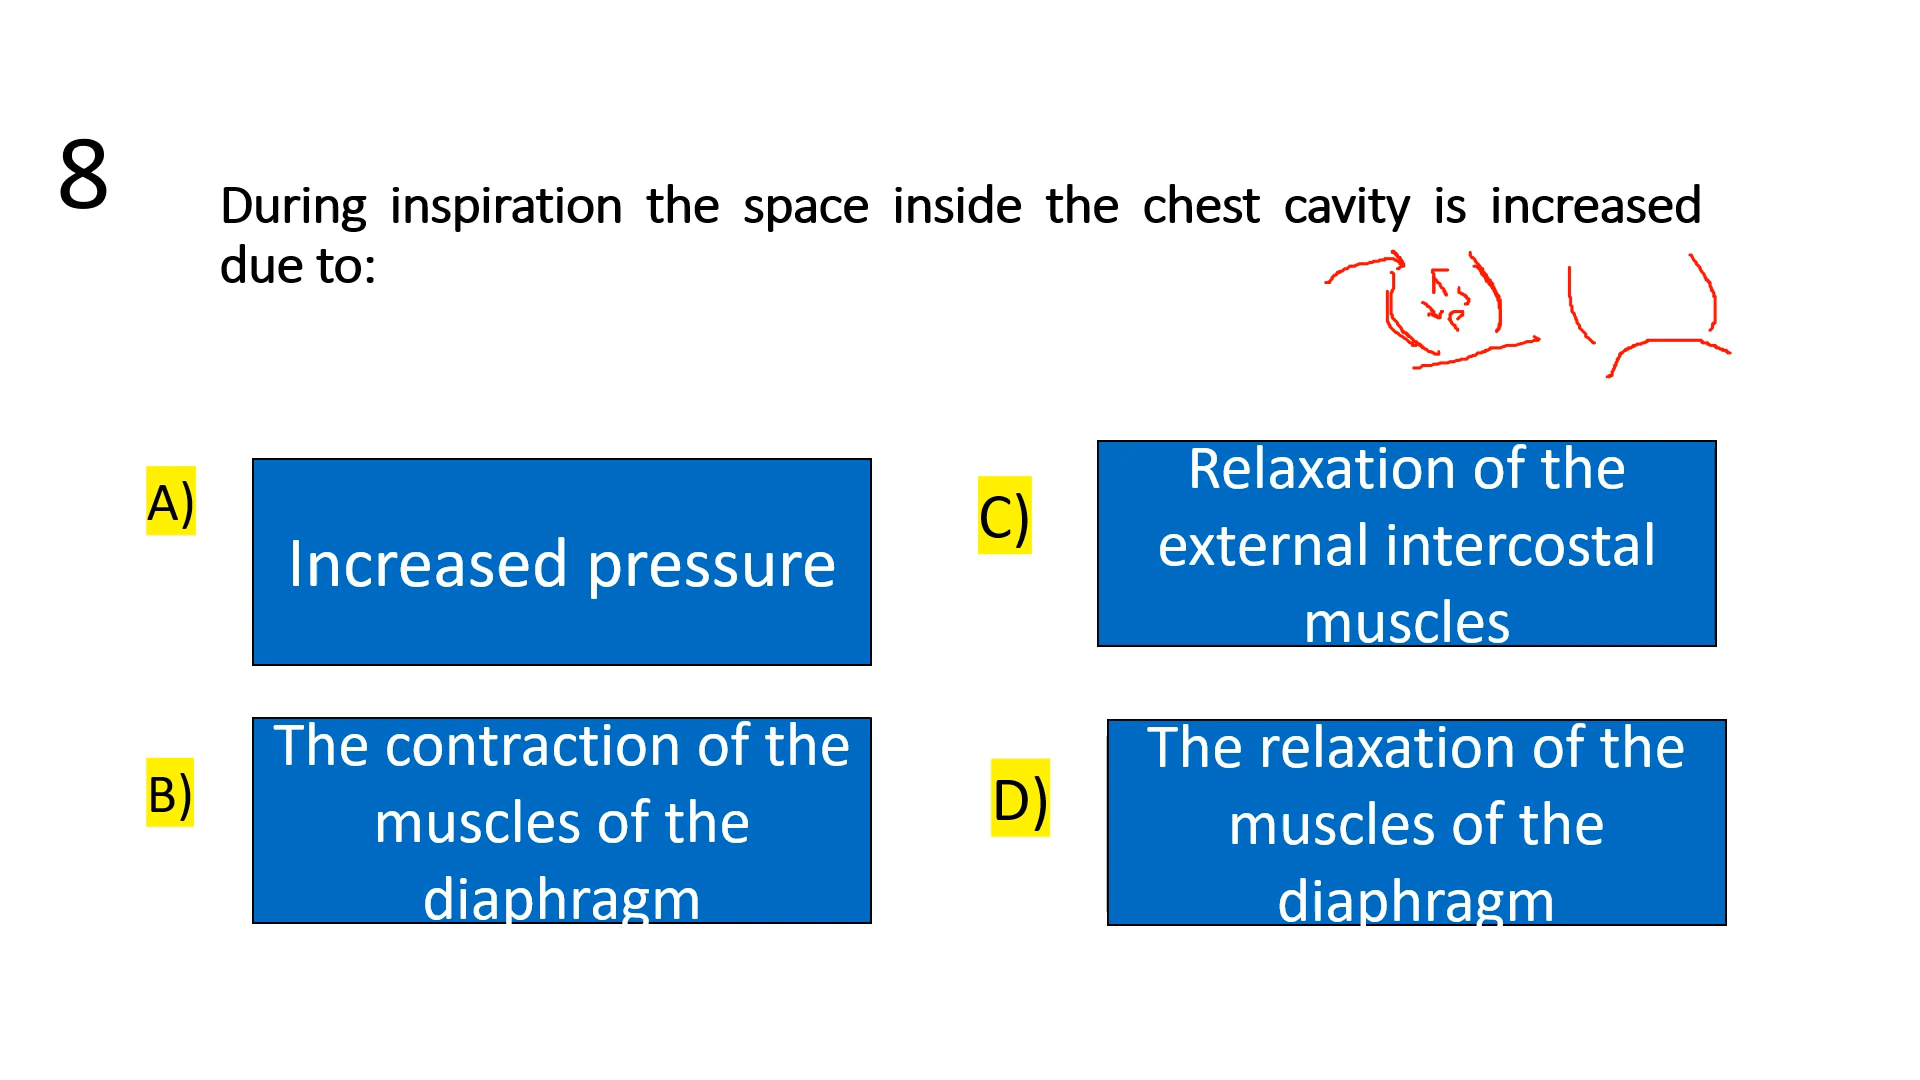 8
During inspiration the space inside the chest cavity is increased
due to:
A)
Increased pressure
C)
Relaxation of the
external intercostal
muscles
B)
The contraction of the
muscles of the
diaphragm
D)
The relaxation of the
muscles of the
diaphragm